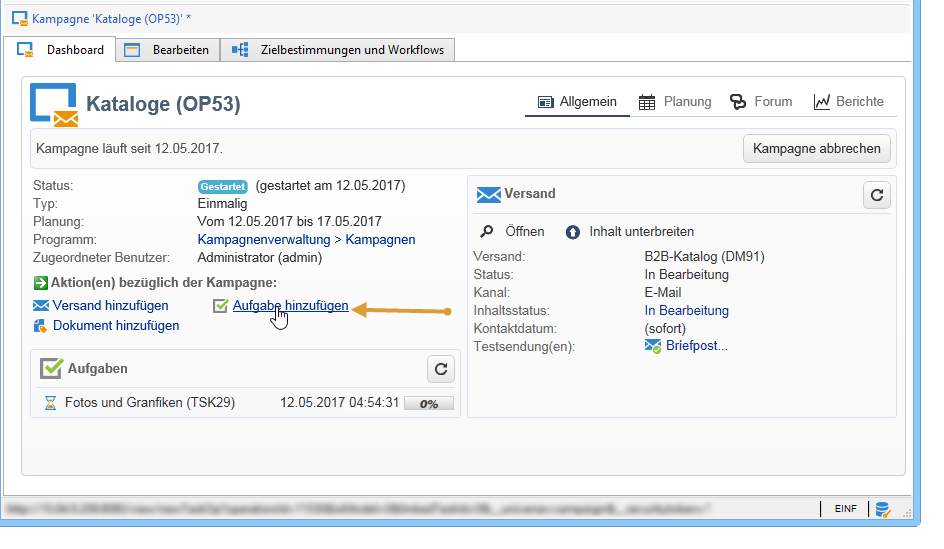 Kampagne 'Kataloge (OP53)' *
Dashboard Bearbeiten Zielbestimmungen und Workflows
Kataloge (OP53)
Allgemein Planung Forum Berichte
Kampagne läuft seit 12.05.2017. Kampagne abbrechen
Status: Gestartet (gestartet am 12.05.2017)
Typ: Einmalig
Planung: Vom 12.05.2017 bis 17.05.2017
Programm: Kampagnenverwaltung > Kampagnen
Zugeordneter Benutzer: Administrator (admin)
Aktion(en) bezüglich der Kampagne:
Versand hinzufügen Aufgabe hinzufügen
Dokument hinzufügen
Aufgaben
Fotos und Granfiken (TSK29) 12.05.2017 04:54:31 0%
Versand
Öffnen Inhalt unterbreiten
Versand: B2B-Katalog (DM91)
Status: In Bearbeitung
Kanal: E-Mail
Inhaltsstatus: In Bearbeitung
Kontaktdatum: (sofort)
Testsendung(en): Briefpost...
EINF